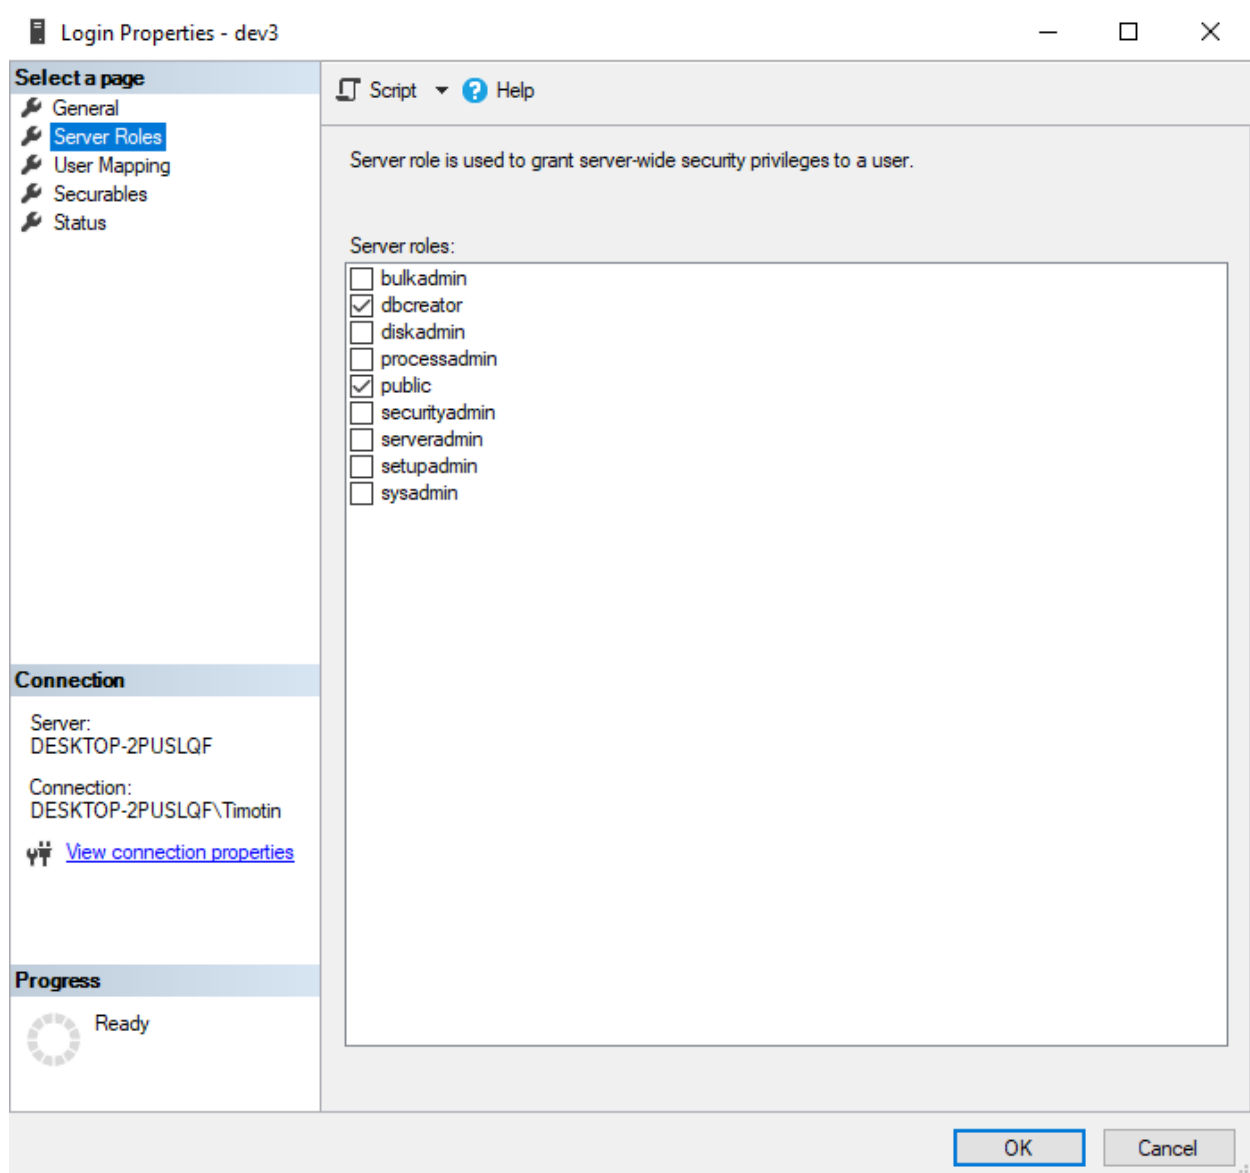 Login Properties - dev3
Select a page
General
Server Roles
User Mapping
Securables
Status
Script
Help
Server role is used to grant server-wide security privileges to a user.
Server roles:
bulkadmin
dbcreator
diskadmin
processadmin
public
securityadmin
serveradmin
setupadmin
sysadmin
Connection
Server:
DESKTOP-2PUSLQF
Connection:
DESKTOP-2PUSLQF\Timotin
View connection properties
Progress
Ready
OK
Cancel